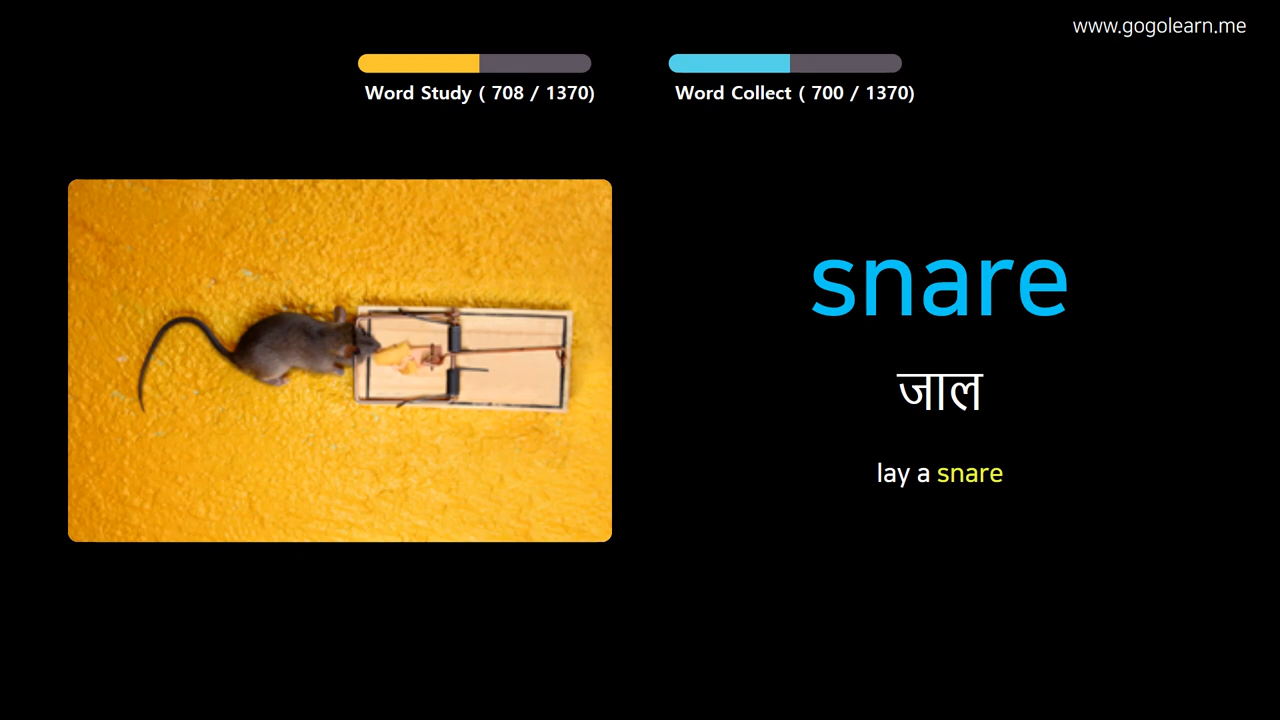 www.gogolearn.me
Word Study ( 708 / 1370)
Word Collect ( 700 / 1370)
snare
जाल
lay a snare